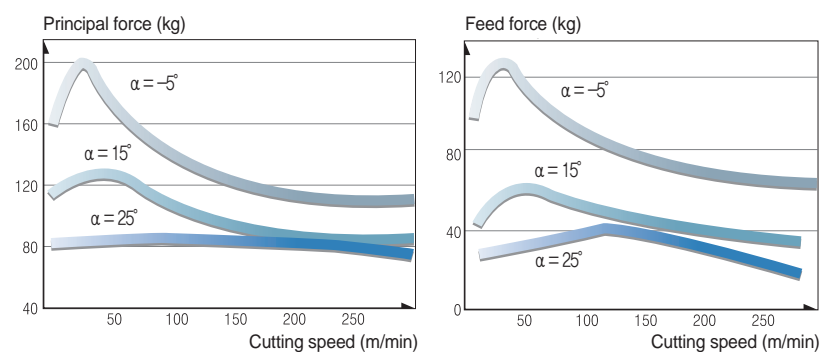 Principal force (kg)
200
160
120
80
40
α = –5°
α = 15°
α = 25°
50 100 150 200 250
Cutting speed (m/min)
Feed force (kg)
120
80
40
0
α = –5°
α = 15°
α = 25°
50 100 150 200 250
Cutting speed (m/min)